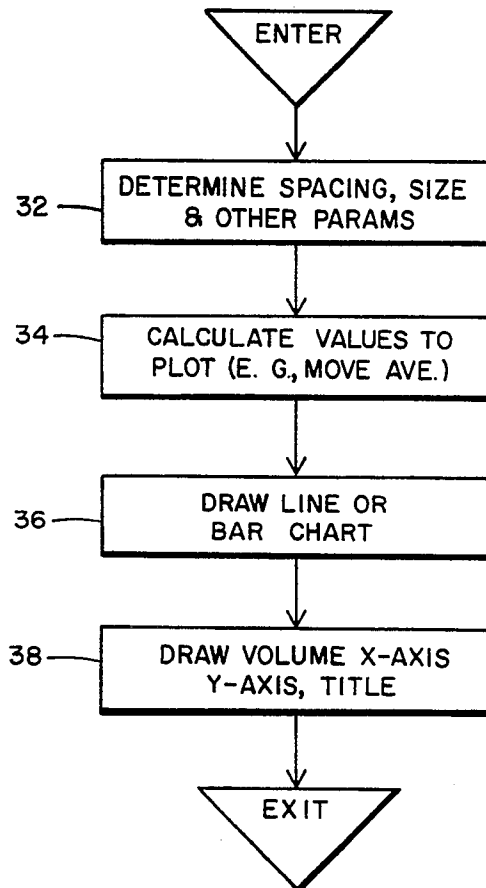 ENTER
32
DETERMINE SPACING, SIZE
& OTHER PARAMS
34
CALCULATE VALUES TO
PLOT (E. G., MOVE AVE.)
36
DRAW LINE OR
BAR CHART
38
DRAW VOLUME X-AXIS
Y-AXIS, TITLE
EXIT